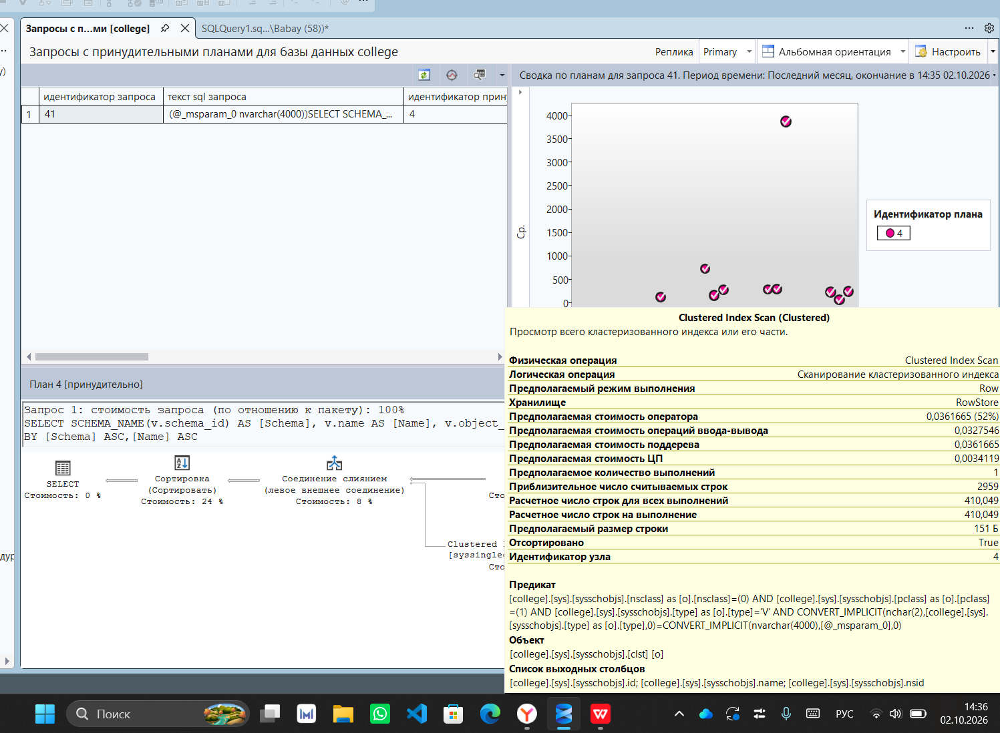 Запросы с п...ми [college]
SQLQuery1.sq...\Babay (58))*
у)
Запросы с принудительными планами для базы данных college
Реплика
Primary
Альбомная ориентация
Настроить
Сводка по планам для запроса 41. Период времени: Последний месяц, окончание в 14:35 02.10.2026
идентификатор запроса
текст sql запроса
идентификатор прин
1
41
(@_msparam_0 nvarchar(4000))SELECT SCHEMA_...
4
4000
3500
3000
2500
2000
1500
1000
500
0
Ср.
Идентификатор плана
4
План 4 [принудительно]
Запрос 1: стоимость запроса (по отношению к пакету): 100%
SELECT SCHEMA_NAME(v.schema_id) AS [Schema], v.name AS [Name], v.object_
BY [Schema] ASC,[Name] ASC
SELECT
Стоимость: 0 %
Сортировка
(Сортировать)
Стоимость: 24 %
Соединение слиянием
(левое внешнее соединение)
Стоимость: 8 %
Сто
Clustered
[syssingleo
Сто
дур
Clustered Index Scan (Clustered)
Просмотр всего кластеризованного индекса или его части.
Физическая операция Clustered Index Scan
Логическая операция Сканирование кластеризованного индекса
Предполагаемый режим выполнения Row
Хранилище RowStore
Предполагаемая стоимость оператора 0,0361665 (52%)
Предполагаемая стоимость операций ввода-вывода 0,0327546
Предполагаемая стоимость поддерева 0,0361665
Предполагаемая стоимость ЦП 0,0034119
Предполагаемое количество выполнений 1
Приблизительное число считываемых строк 2959
Расчетное число строк для всех выполнений 410,049
Расчетное число строк на выполнение 410,049
Предполагаемый размер строки 151 Б
Отсортировано True
Идентификатор узла 4
Предикат
[college].[sys].[sysschobjs].[nsclass] as [o].[nsclass]=(0) AND [college].[sys].[sysschobjs].[pclass] as [o].[pclass]
=(1) AND [college].[sys].[sysschobjs].[type] as [o].[type]='V' AND CONVERT_IMPLICIT(nchar(2),[college].[sys].
[sysschobjs].[type] as [o].[type],0)=CONVERT_IMPLICIT(nvarchar(4000),[@_msparam_0],0)
Объект
[college].[sys].[sysschobjs].[clst] [o]
Список выходных столбцов
[college].[sys].[sysschobjs].id; [college].[sys].[sysschobjs].name; [college].[sys].[sysschobjs].nsid
Поиск
РУС
14:36
02.10.2026